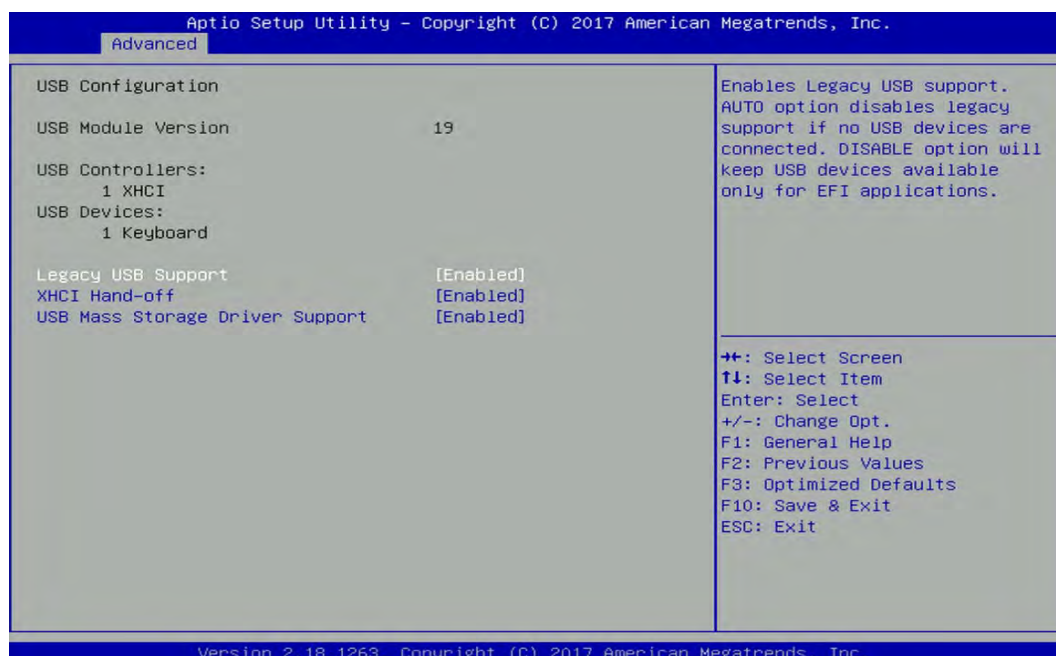 Aptio Setup Utility – Copyright (C) 2017 American Megatrends, Inc.
Advanced
USB Configuration
USB Module Version 19
USB Controllers:
1 XHCI
USB Devices:
1 Keyboard
Legacy USB Support [Enabled]
XHCI Hand-off [Enabled]
USB Mass Storage Driver Support [Enabled]
Enables Legacy USB support.
AUTO option disables legacy
support if no USB devices are
connected. DISABLE option will
keep USB devices available
only for EFI applications.
→←: Select Screen
↑↓: Select Item
Enter: Select
+/-: Change Opt.
F1: General Help
F2: Previous Values
F3: Optimized Defaults
F10: Save & Exit
ESC: Exit
Version 2.18.1263. Copyright (C) 2017 American Megatrends, Inc.